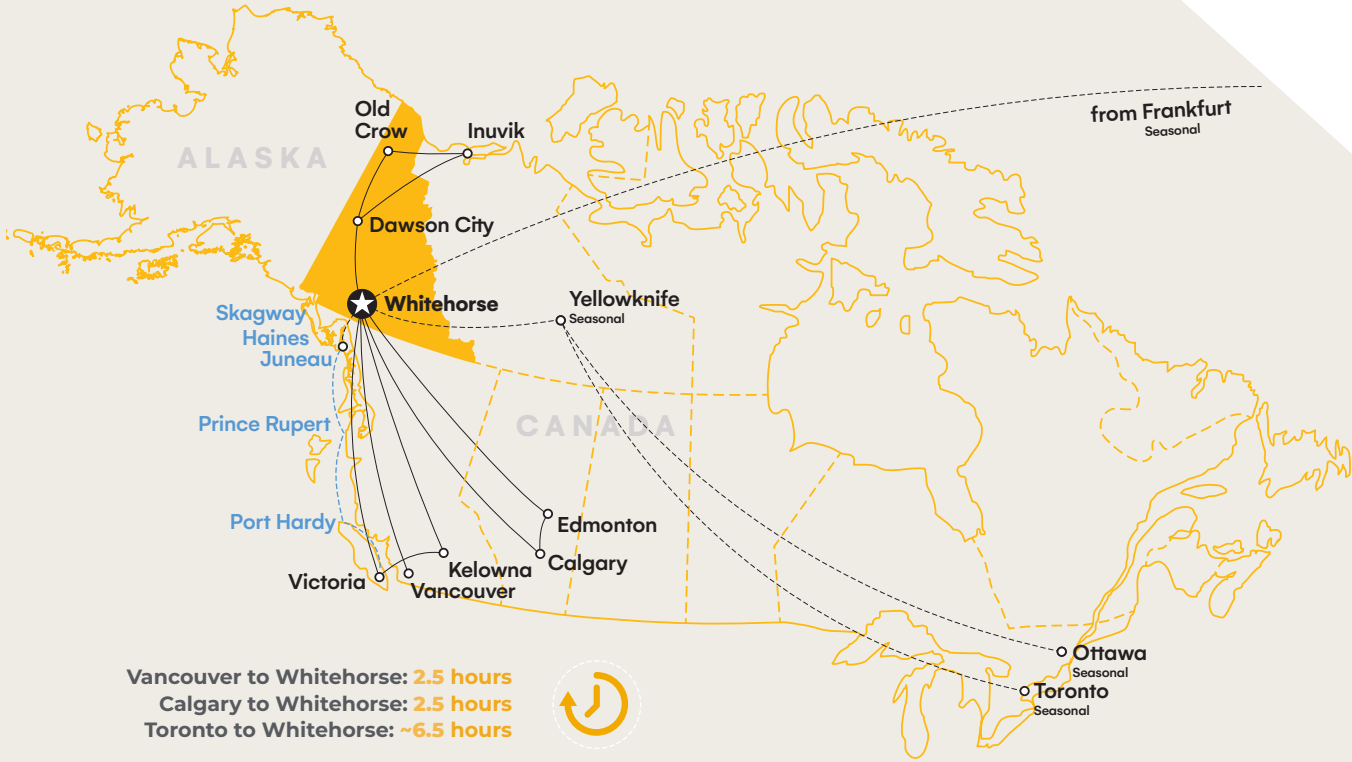 Old
Crow
Inuvik
from Frankfurt
Seasonal
ALASKA
Dawson City
Whitehorse
Yellowknife
Seasonal
Skagway
Haines
Juneau
CANADA
Prince Rupert
Port Hardy
Edmonton
Calgary
Kelowna
Victoria
Vancouver
Ottawa
Seasonal
Toronto
Seasonal
Vancouver to Whitehorse: 2.5 hours
Calgary to Whitehorse: 2.5 hours
Toronto to Whitehorse: ~6.5 hours